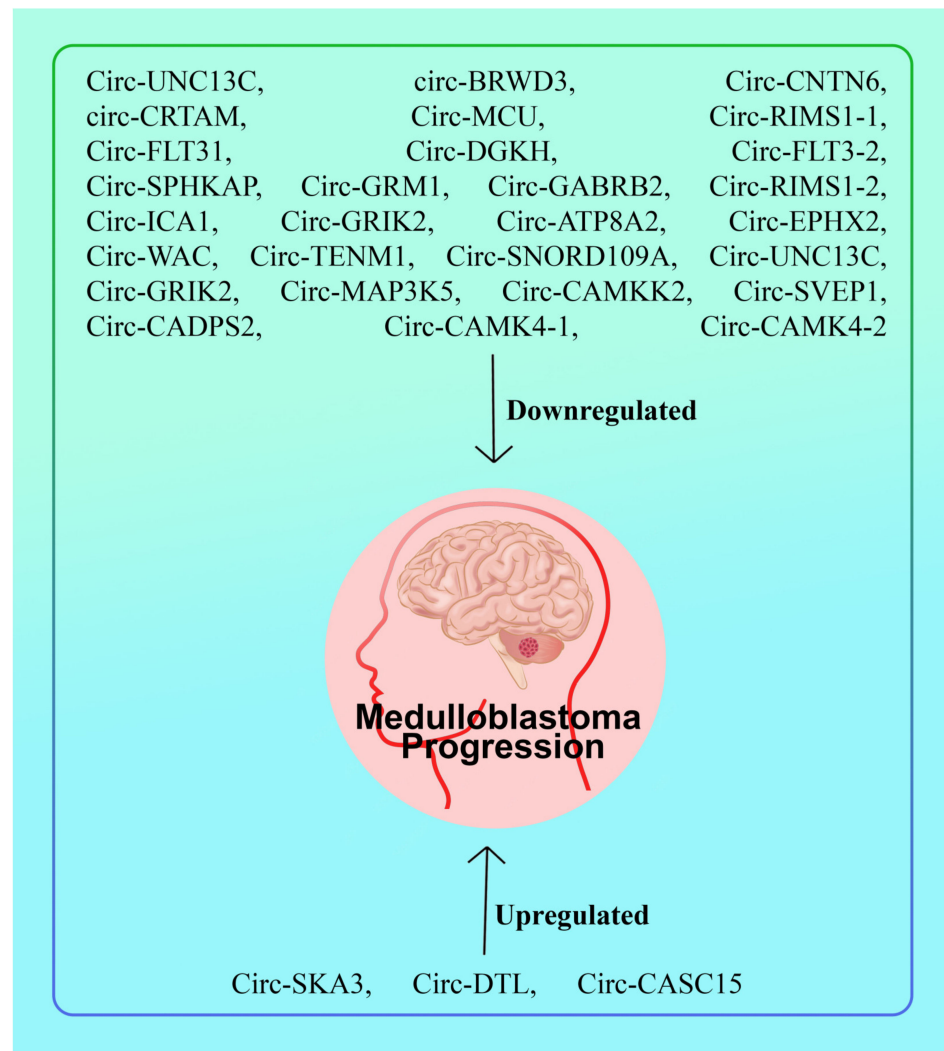 Circ-UNC13C, circ-BRWD3, Circ-CNTN6,
circ-CRTAM, Circ-MCU, Circ-RIMS1-1,
Circ-FLT31, Circ-DGKH, Circ-FLT3-2,
Circ-SPHKAP, Circ-GRM1, Circ-GABRB2, Circ-RIMS1-2,
Circ-ICA1, Circ-GRIK2, Circ-ATP8A2, Circ-EPHX2,
Circ-WAC, Circ-TENM1, Circ-SNORD109A, Circ-UNC13C,
Circ-GRIK2, Circ-MAP3K5, Circ-CAMKK2, Circ-SVEP1,
Circ-CADPS2, Circ-CAMK4-1, Circ-CAMK4-2
Downregulated
Medulloblastoma
Progression
Upregulated
Circ-SKA3, Circ-DTL, Circ-CASC15